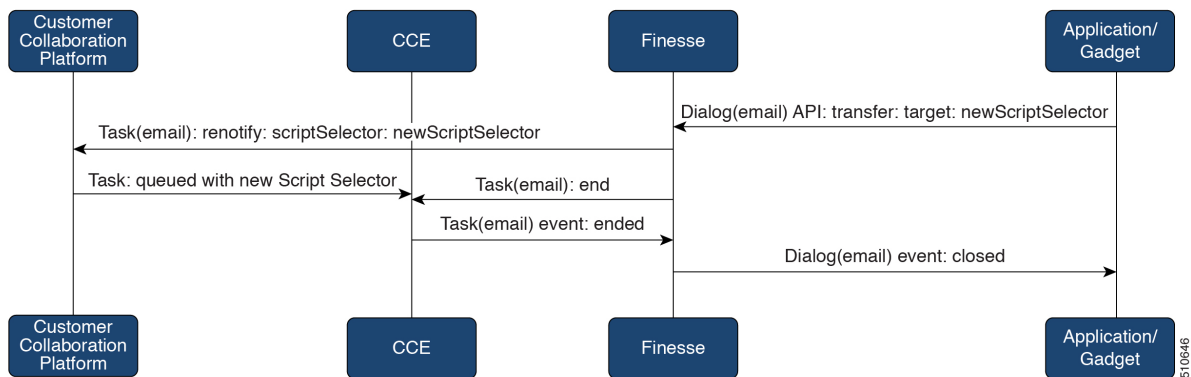 Customer
Collaboration
Platform
CCE
Finesse
Application/
Gadget
Dialog(email) API: transfer: target: newScriptSelector
Task(email): renotify: scriptSelector: newScriptSelector
Task: queued with new Script Selector
Task(email): end
Task(email) event: ended
Dialog(email) event: closed
Customer
Collaboration
Platform
CCE
Finesse
Application/
Gadget
510646